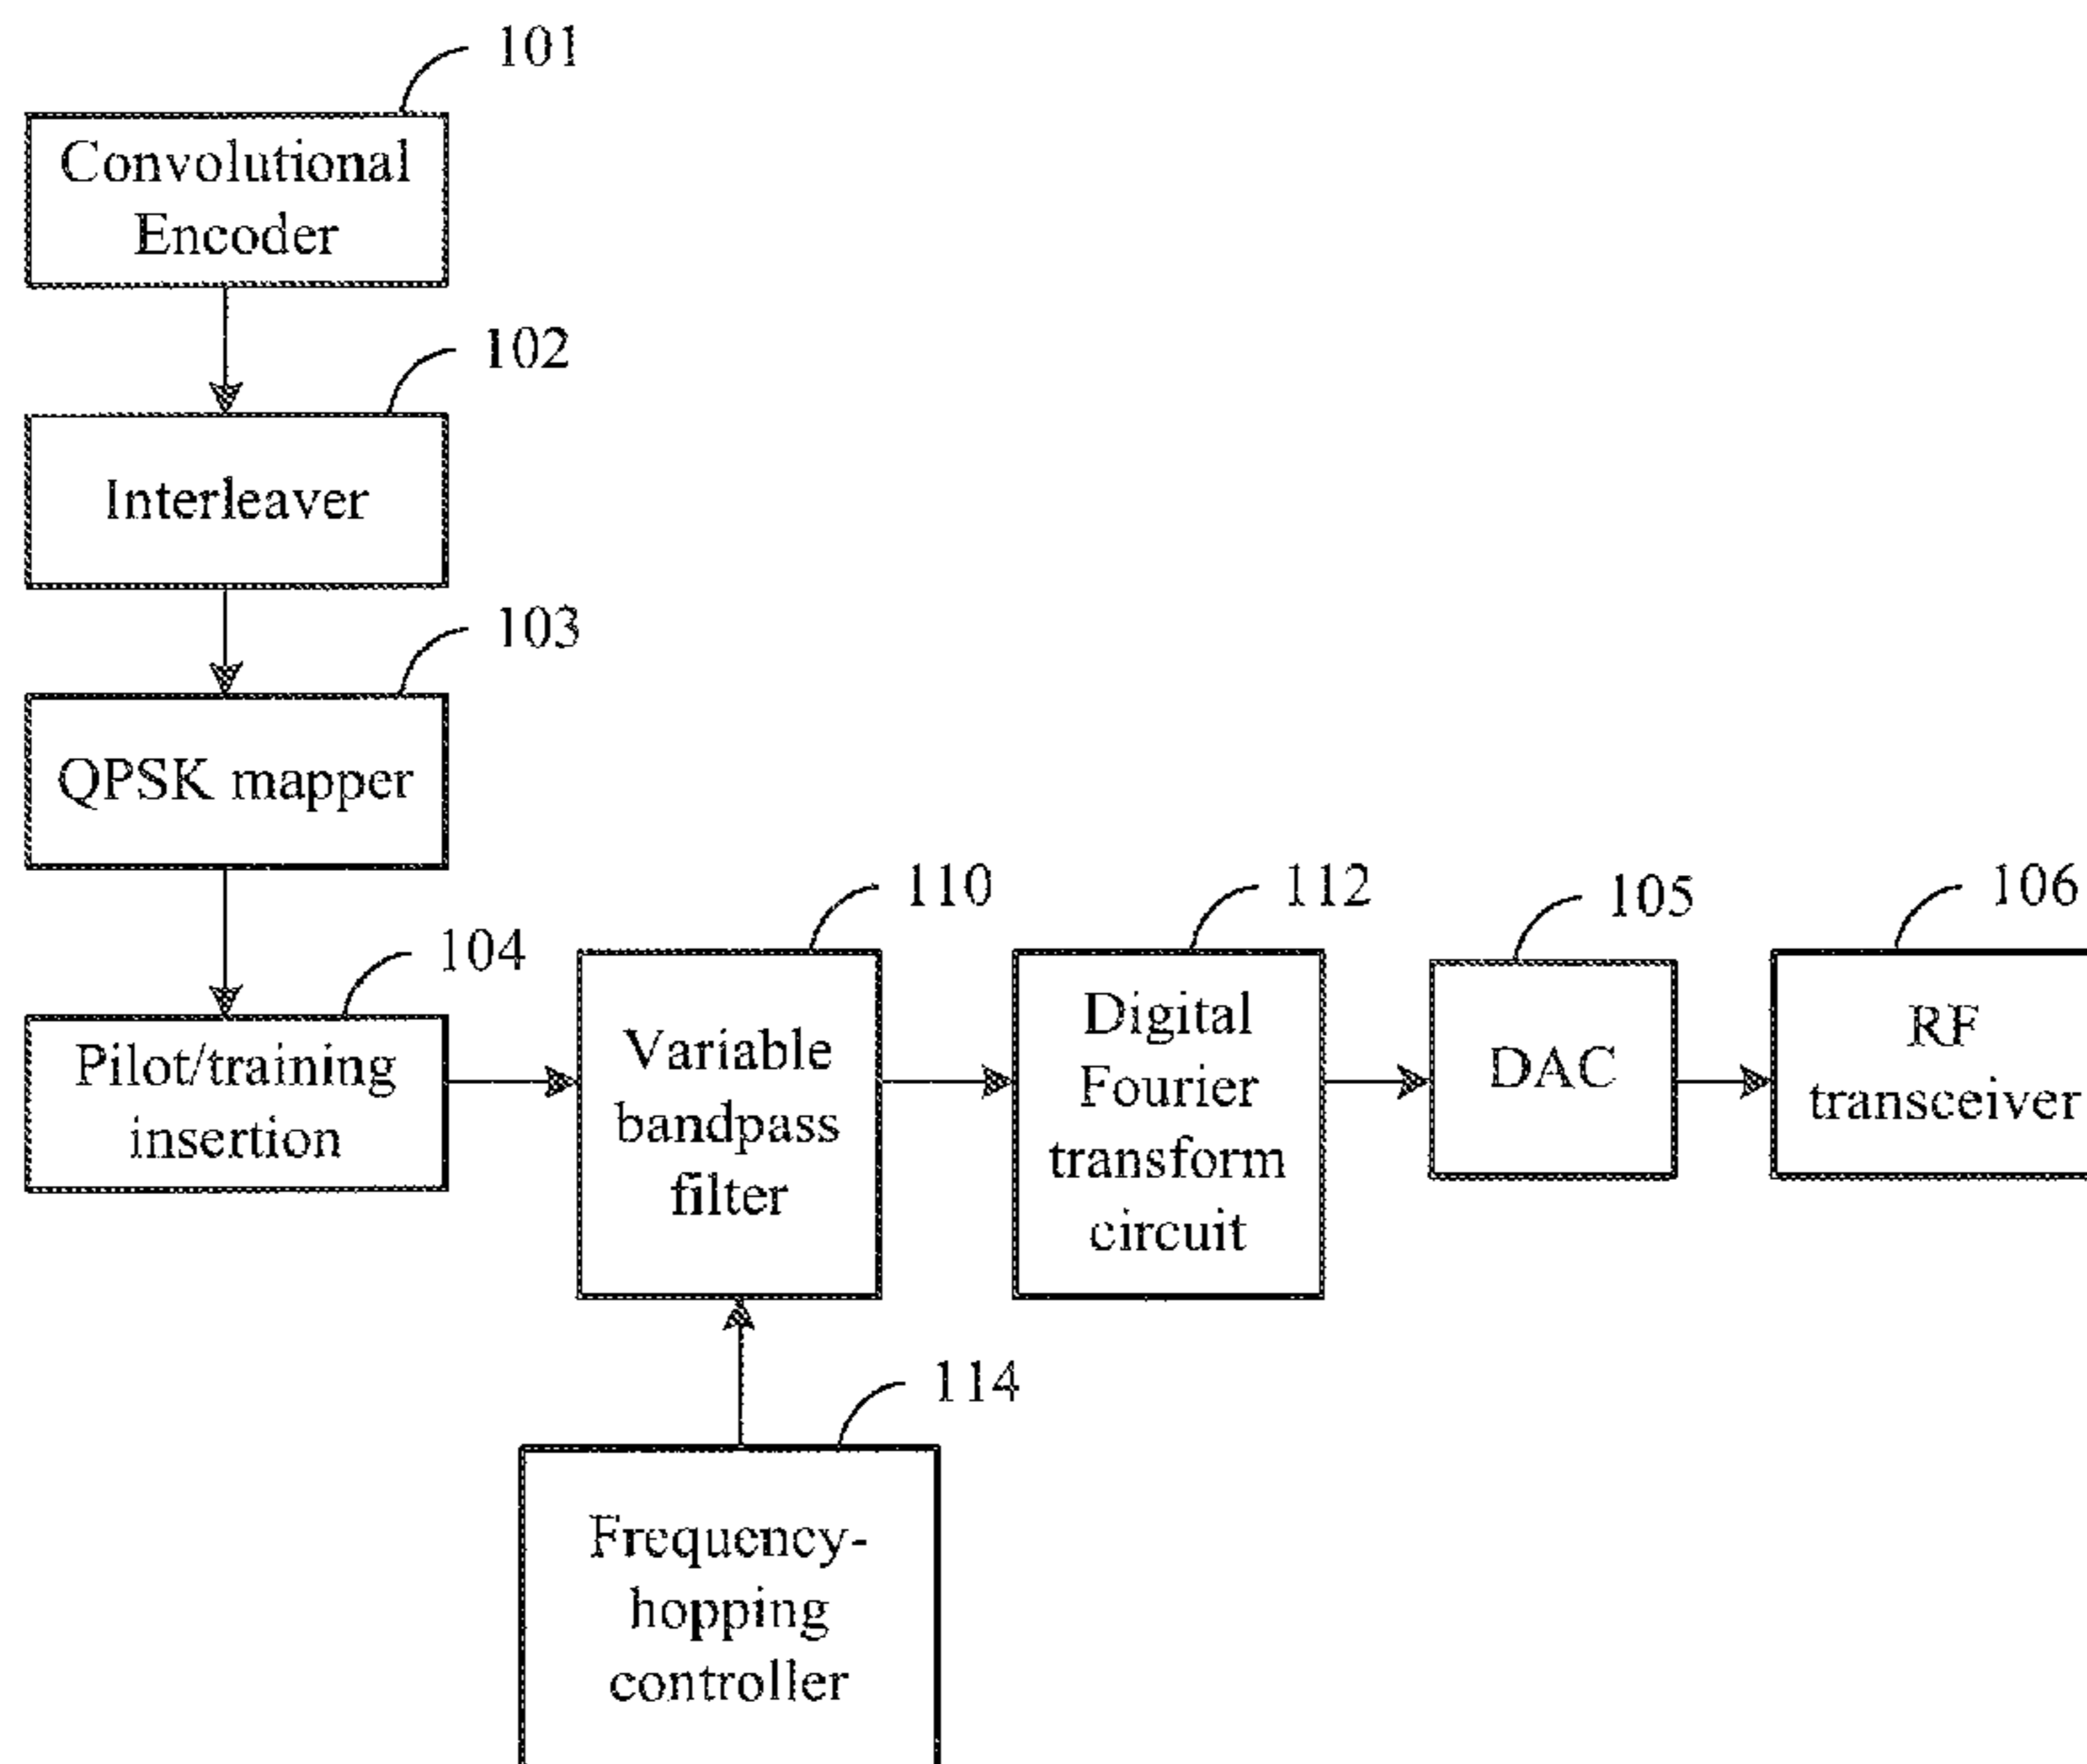 101
Convolutional
Encoder
102
Interleaver
103
QPSK mapper
104
Pilot/training
insertion
110
Variable
bandpass
filter
112
Digital
Fourier
transform
circuit
105
DAC
106
RF
transceiver
114
Frequency-
hopping
controller